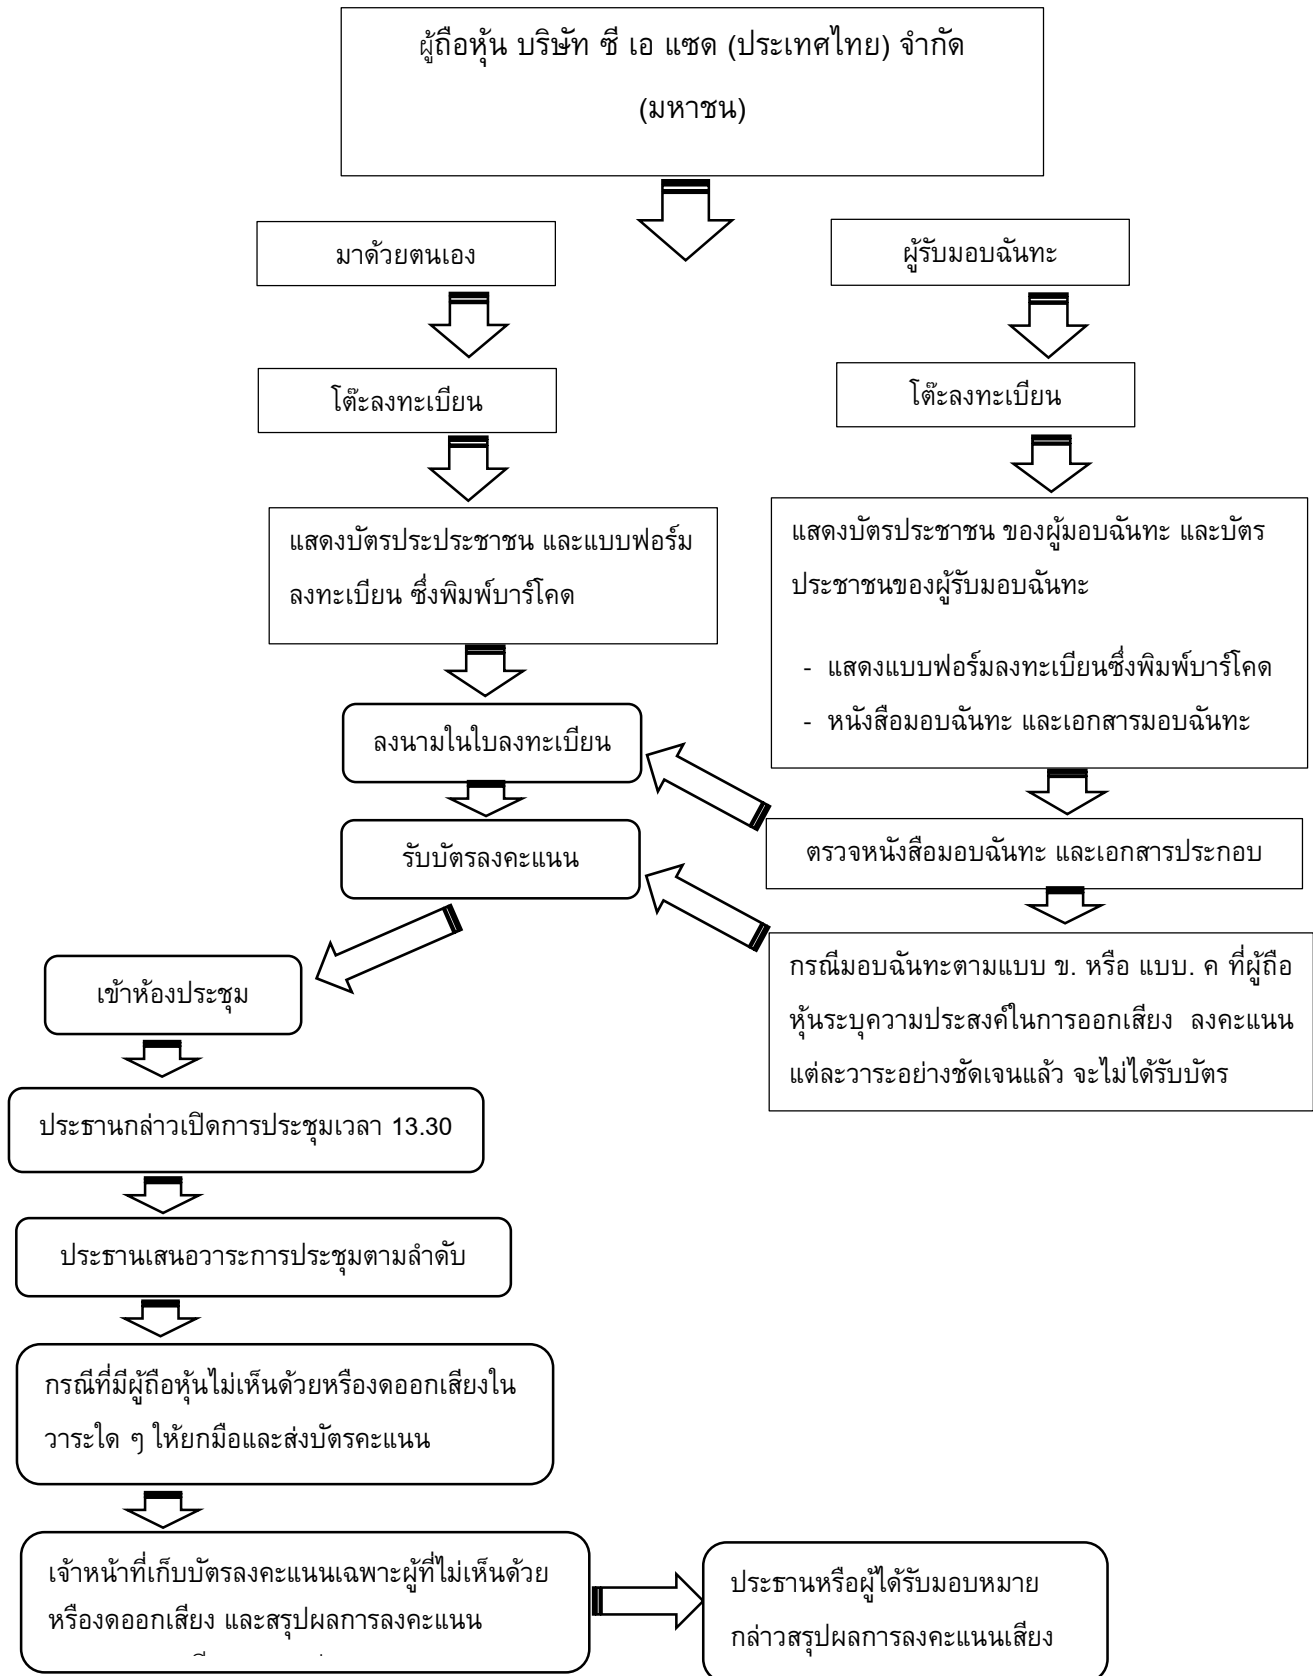 ผู้ถือหุ้น บริษัท ซี เอ แซด (ประเทศไทย) จำกัด
(มหาชน)
มาด้วยตนเอง
ผู้รับมอบฉันทะ
โต๊ะลงทะเบียน
โต๊ะลงทะเบียน
แสดงบัตรประประชาชน และแบบฟอร์ม
ลงทะเบียน ซึ่งพิมพ์บาร์โคด
แสดงบัตรประชาชน ของผู้มอบฉันทะ และบัตร
ประชาชนของผู้รับมอบฉันทะ
- แสดงแบบฟอร์มลงทะเบียนซึ่งพิมพ์บาร์โคด
- หนังสือมอบฉันทะ และเอกสารมอบฉันทะ
ลงนามในใบลงทะเบียน
รับบัตรลงคะแนน
ตรวจหนังสือมอบฉันทะ และเอกสารประกอบ
กรณีมอบฉันทะตามแบบ ข. หรือ แบบ. ค ที่ผู้ถือ
หุ้นระบุความประสงค์ในการออกเสียง ลงคะแนน
แต่ละวาระอย่างชัดเจนแล้ว จะไม่ได้รับบัตร
เข้าห้องประชุม
ประธานกล่าวเปิดการประชุมเวลา 13.30
ประธานเสนอวาระการประชุมตามลำดับ
กรณีที่มีผู้ถือหุ้นไม่เห็นด้วยหรืองดออกเสียงใน
วาระใด ๆ ให้ยกมือและส่งบัตรคะแนน
เจ้าหน้าที่เก็บบัตรลงคะแนนเฉพาะผู้ที่ไม่เห็นด้วย
หรืองดออกเสียง และสรุปผลการลงคะแนน
ประธานหรือผู้ได้รับมอบหมาย
กล่าวสรุปผลการลงคะแนนเสียง